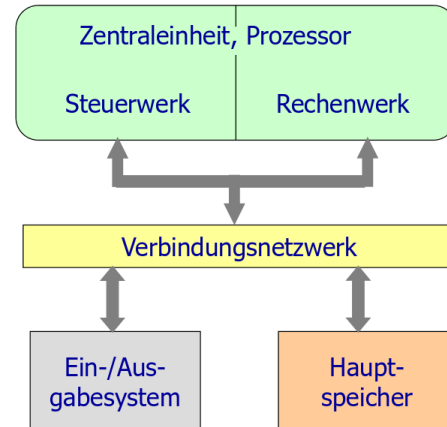 Zentraleinheit, Prozessor
Steuerwerk
Rechenwerk
Verbindungsnetzwerk
Ein-/Aus-
gabesystem
Haupt-
speicher